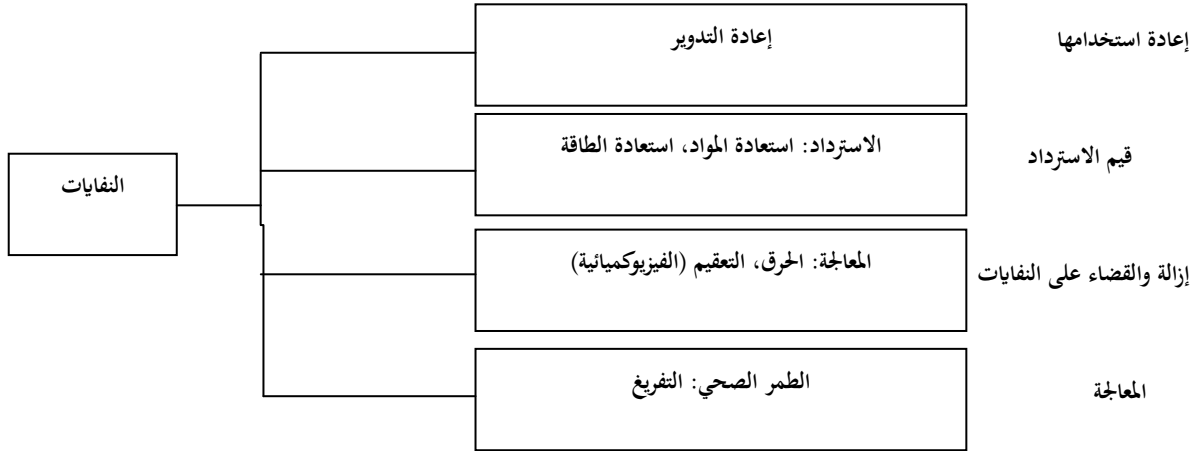 إعادة استخدامها
إعادة التدوير
قيم الاسترداد
الاسترداد: استعادة المواد، استعادة الطاقة
النفايات
إزالة والقضاء على النفايات
المعالجة: الحرق، التعقيم (الفيزيوكميائية)
المعالجة
الطمر الصحي: التفريغ